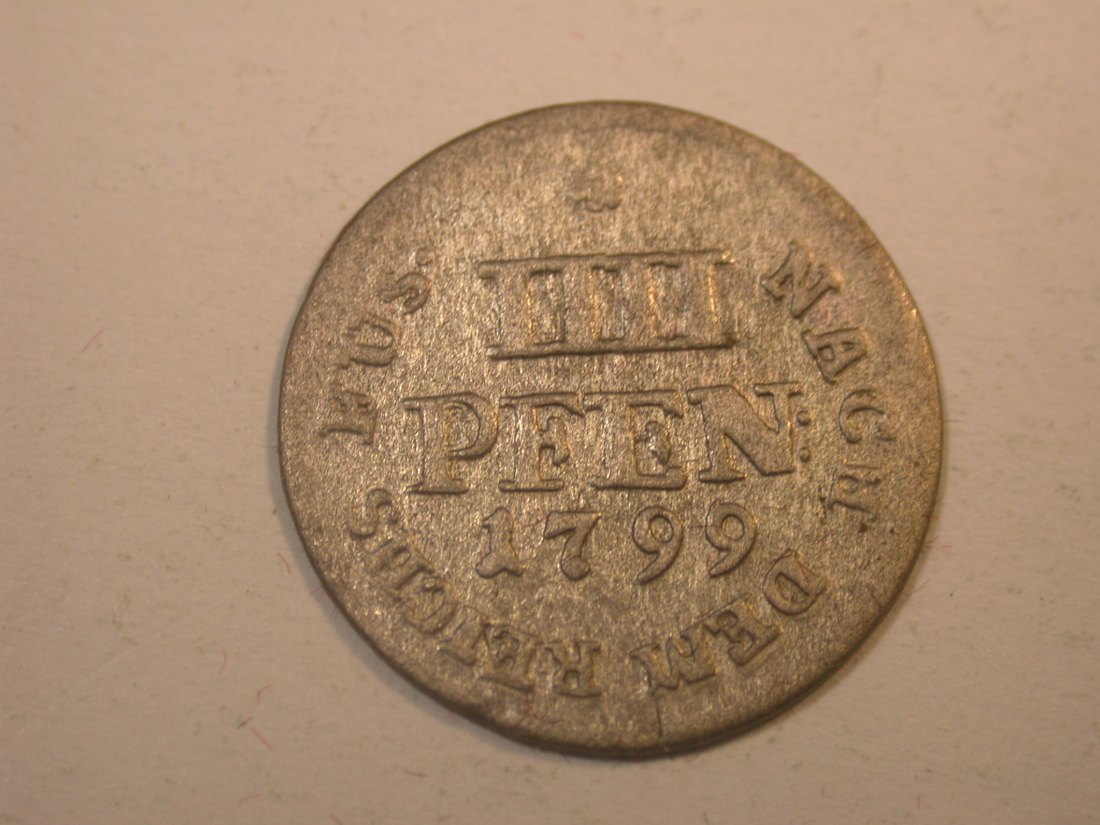 IIII
PFEN:
1799
NACH DEM REICHS FUS.